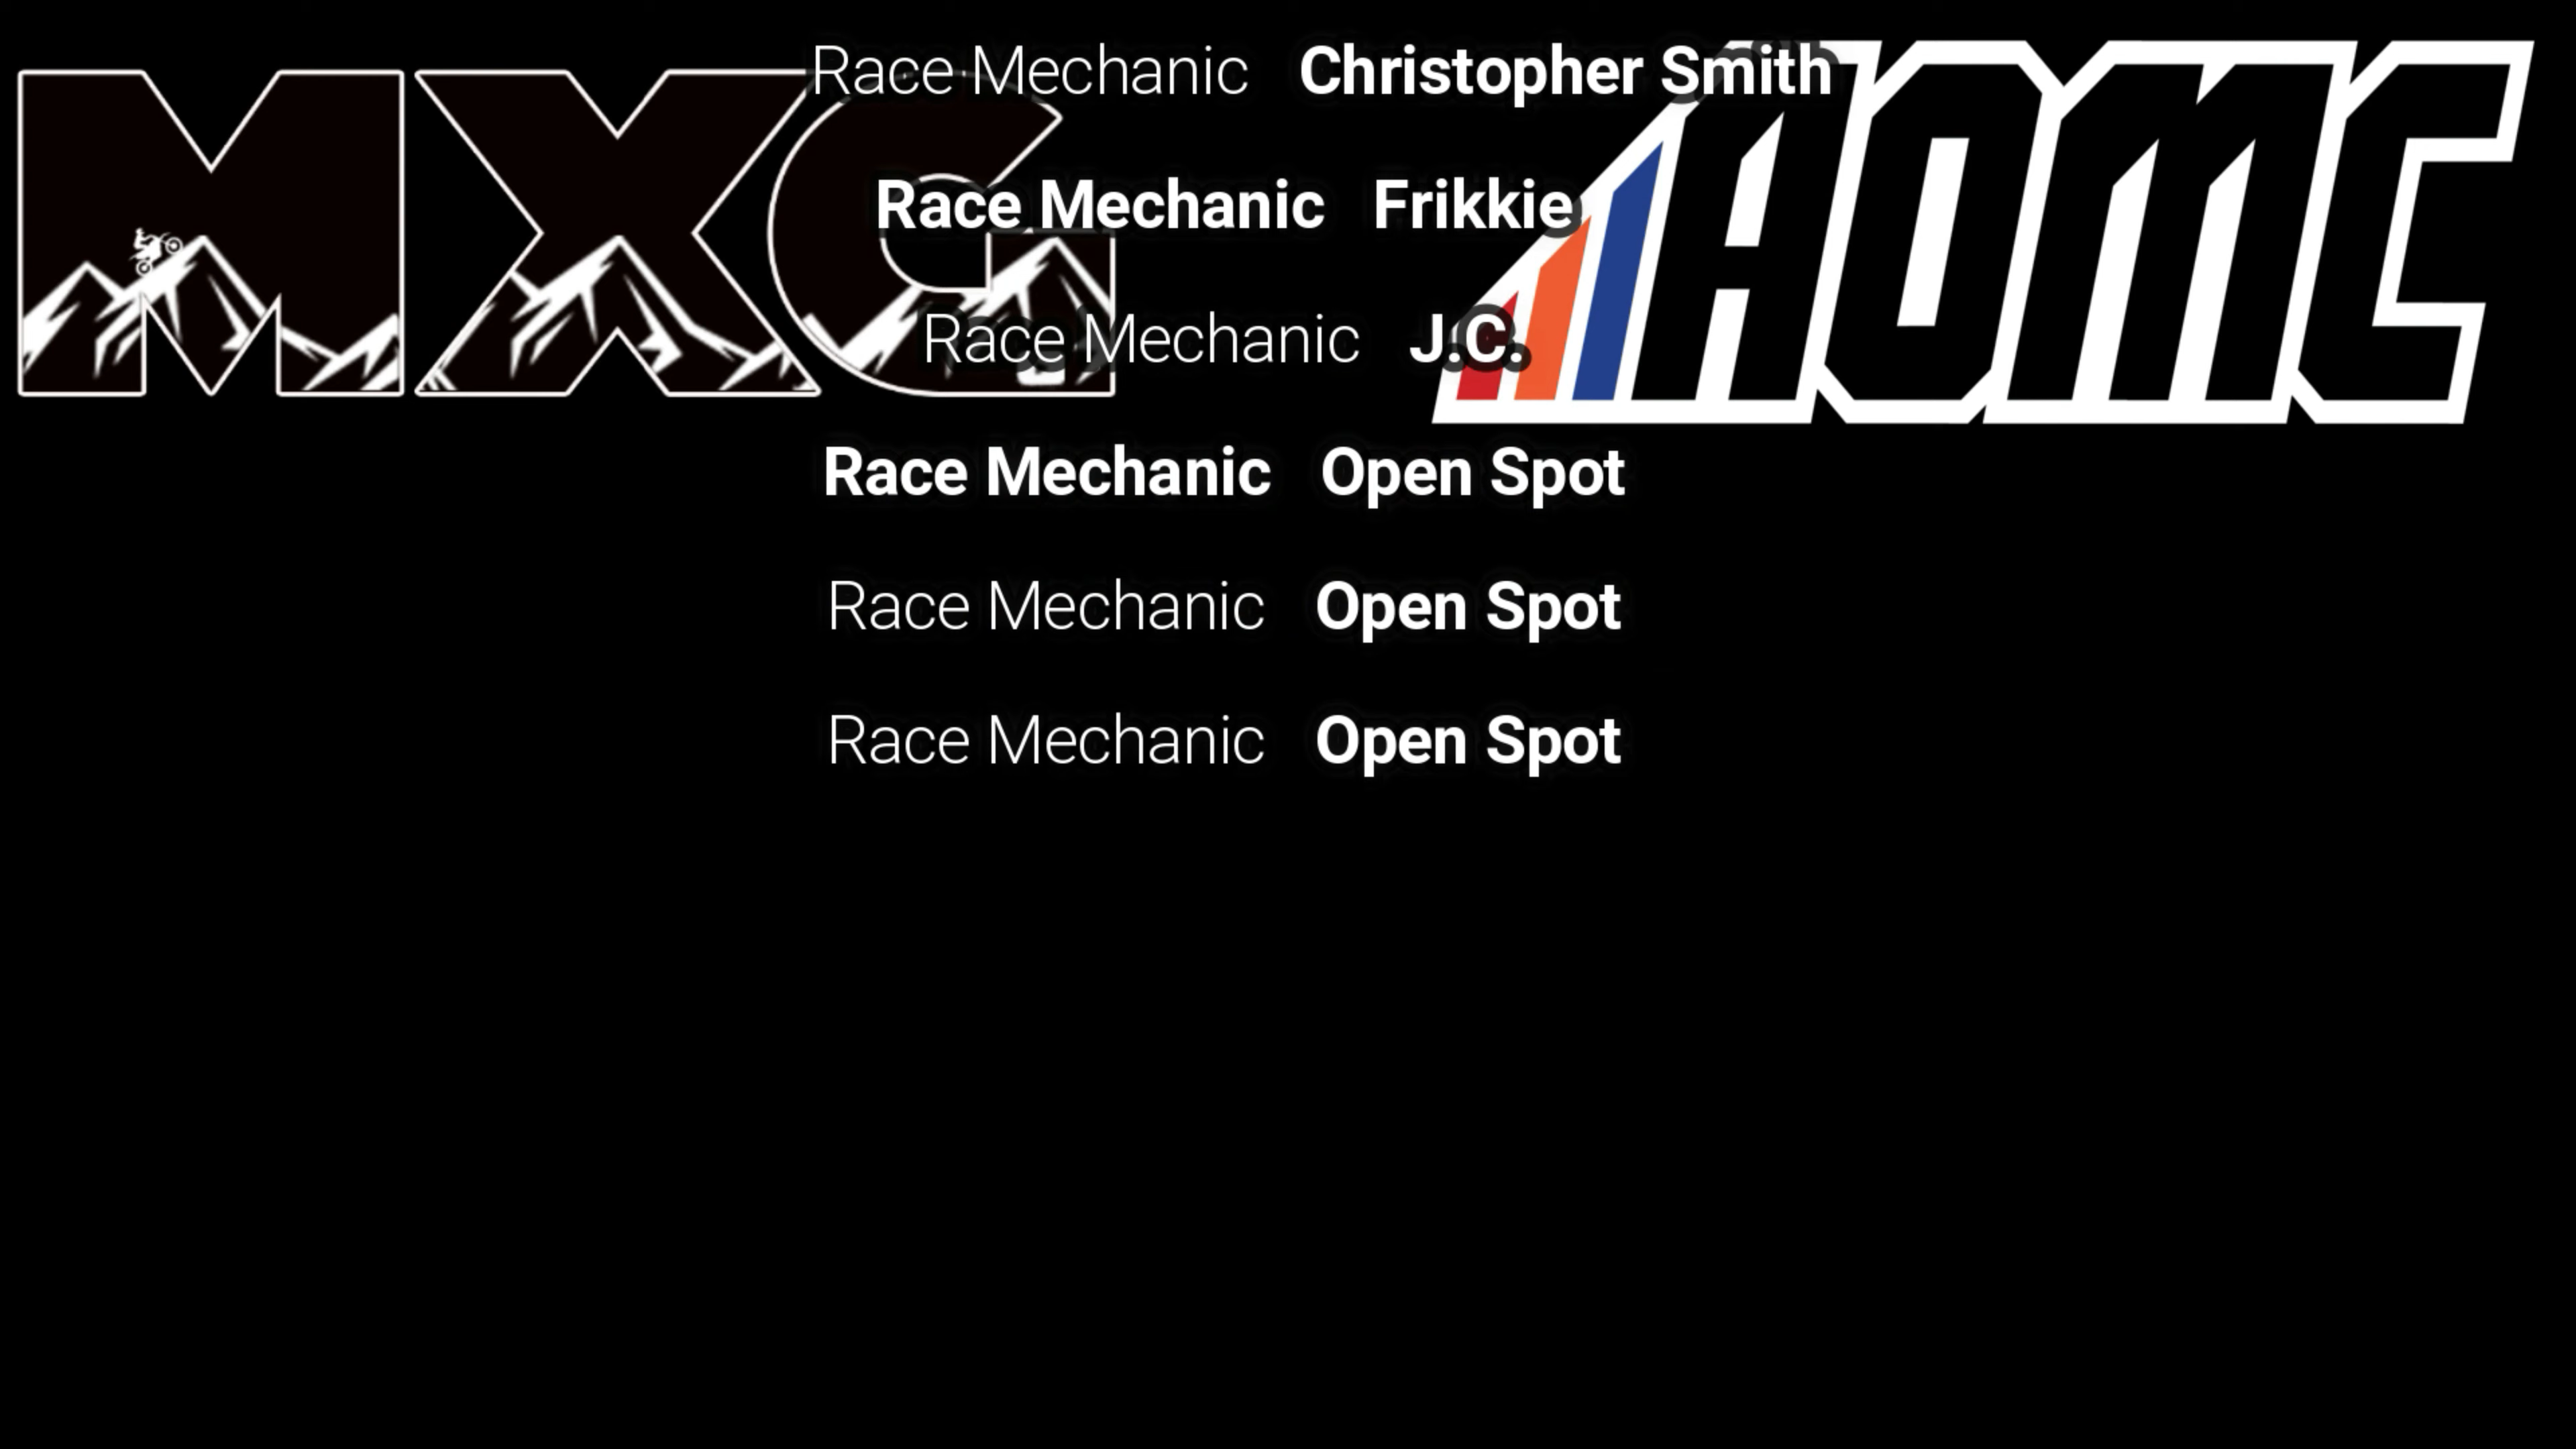 MXC
HOMC
Race Mechanic Christopher Smith
Race Mechanic Frikkie
Race Mechanic J.C.
Race Mechanic Open Spot
Race Mechanic Open Spot
Race Mechanic Open Spot